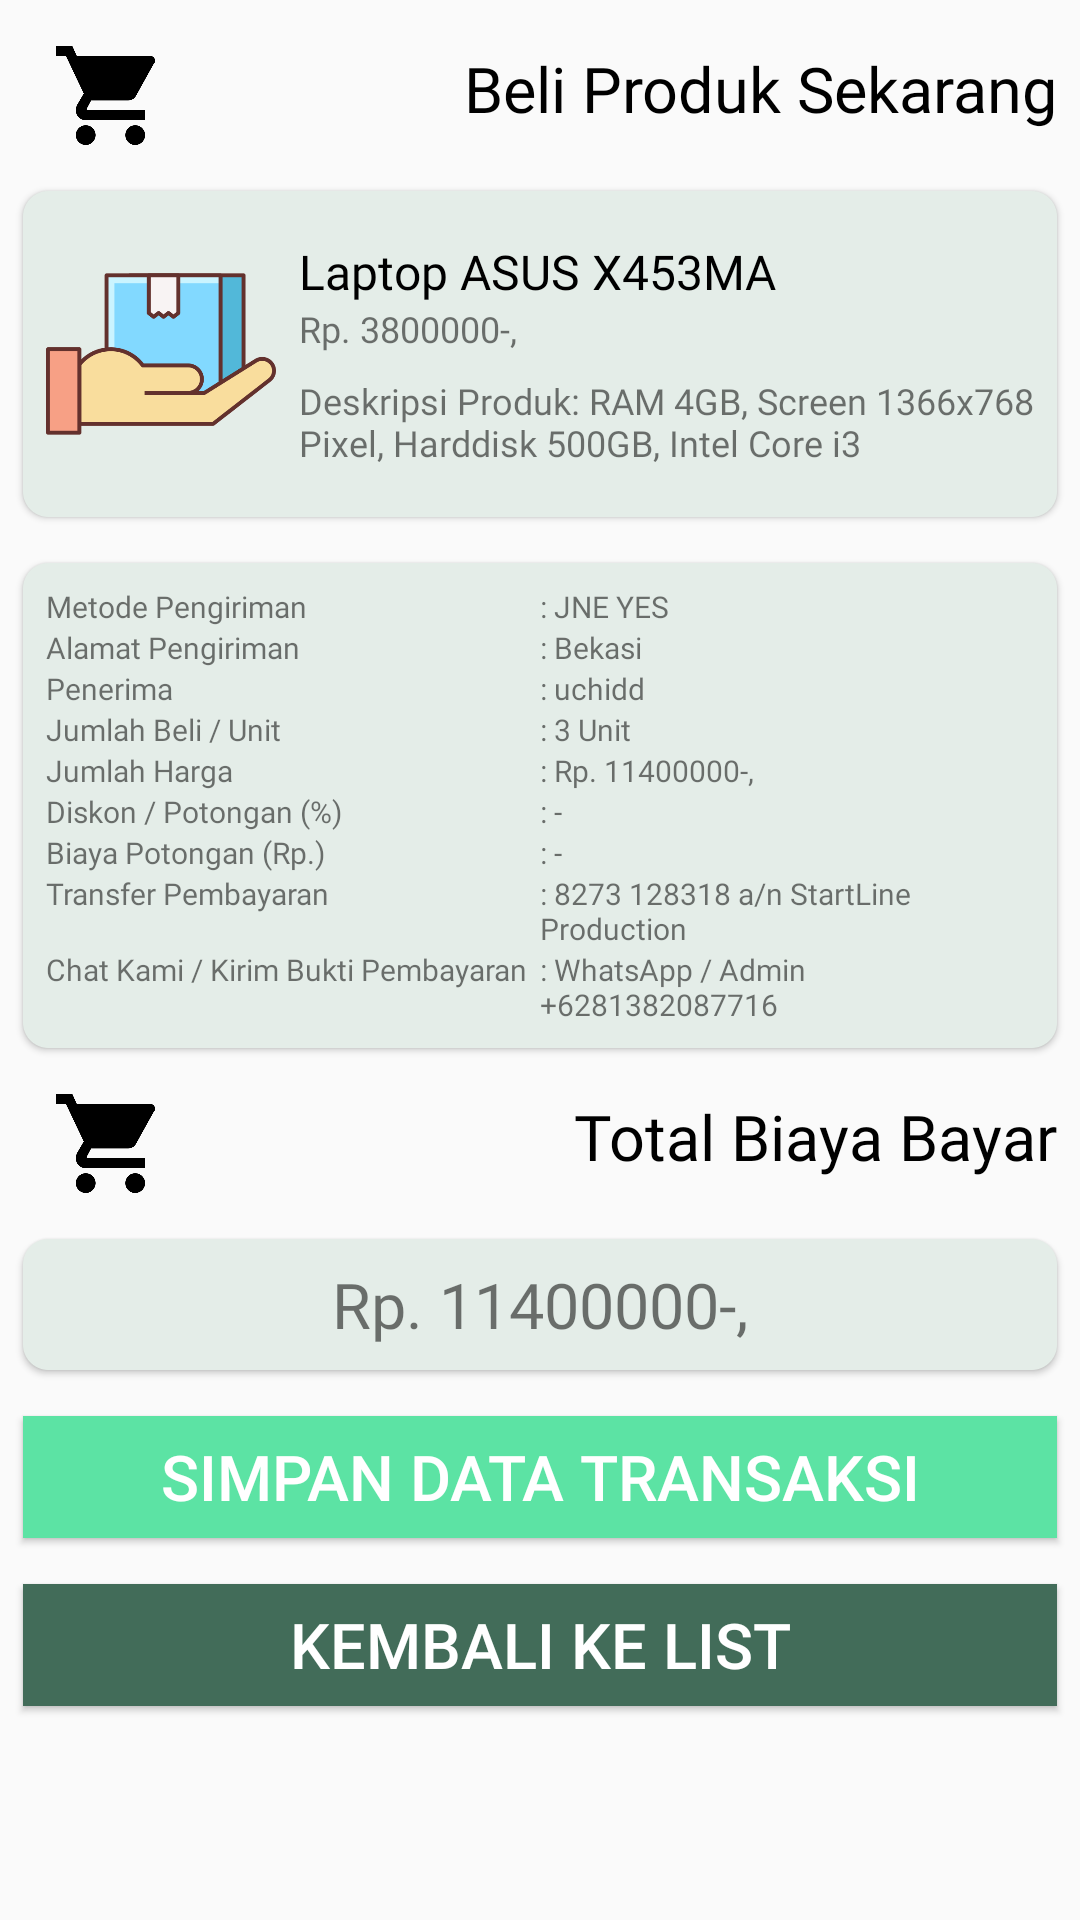 Beli Produk Sekarang
Laptop ASUS X453MA
Rp. 3800000-,
Deskripsi Produk: RAM 4GB, Screen 1366x768
Pixel, Harddisk 500GB, Intel Core i3
Metode Pengiriman : JNE YES
Alamat Pengiriman : Bekasi
Penerima : uchidd
Jumlah Beli / Unit : 3 Unit
Jumlah Harga : Rp. 11400000-,
Diskon / Potongan (%) : -
Biaya Potongan (Rp.) : -
Transfer Pembayaran : 8273 128318 a/n StartLine
Production
Chat Kami / Kirim Bukti Pembayaran : WhatsApp / Admin
+6281382087716
Total Biaya Bayar
Rp. 11400000-,
SIMPAN DATA TRANSAKSI
KEMBALI KE LIST